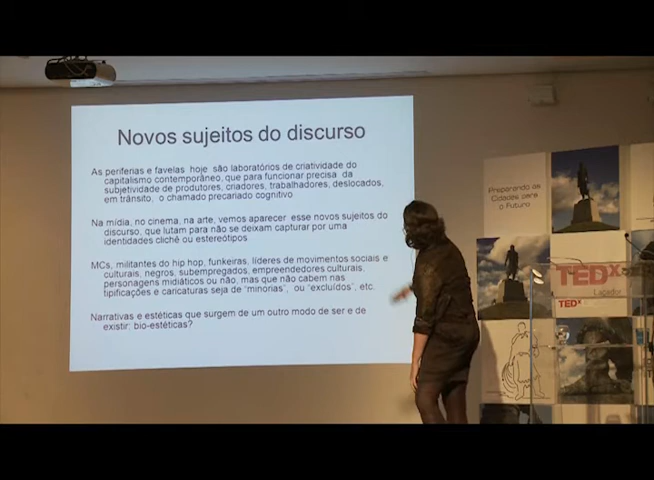 Novos sujeitos do discurso
As periferias e favelas hoje são laboratórios de criatividade do
capitalismo contemporâneo, que para funcionar precisa da
subjetividade de produtores, criadores, trabalhadores, deslocados,
em trânsito, o chamado precariado cognitivo
Na mídia, no cinema, na arte, vemos aparecer esse novos sujeitos do
discurso, que lutam para não se deixam capturar por uma
identidades clichê ou estereótipos
MCs, militantes do hip hop, funkeiras, líderes de movimentos sociais e
culturais, negros, subempregados, empreendedores culturais,
personagens midiáticos ou não, mas que não cabem nas
tipificações e caricaturas seja de “minorias”, ou “excluídos”, etc.
Narrativas e estéticas que surgem de um outro modo de ser e de
existir: bio-estéticas?
Preparando as
Cidades para
o Futuro
TEDx
Laçador
TEDx